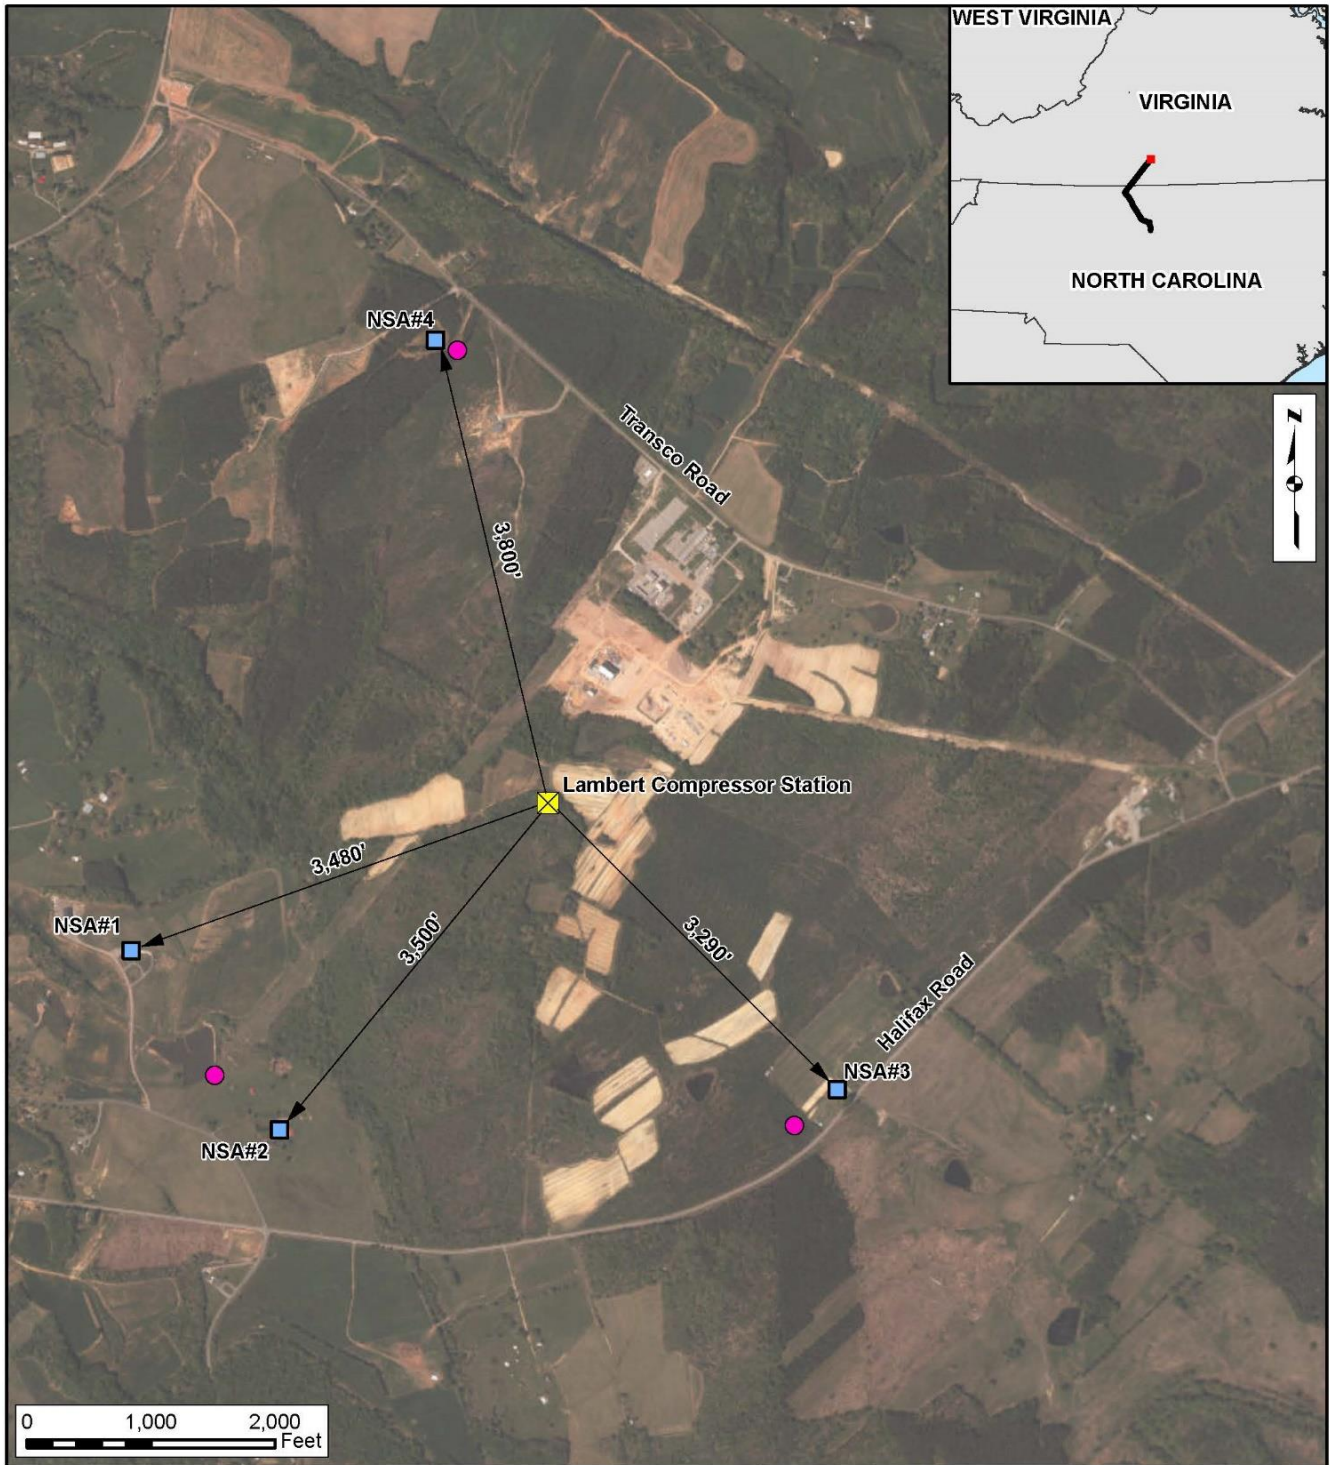 WEST VIRGINIA
VIRGINIA
NORTH CAROLINA
N
NSA#4
Transco Road
3,800'
Lambert Compressor Station
3,480'
NSA#1
3,500'
3,290'
Halifax Road
NSA#3
NSA#2
0 1,000 2,000
Feet